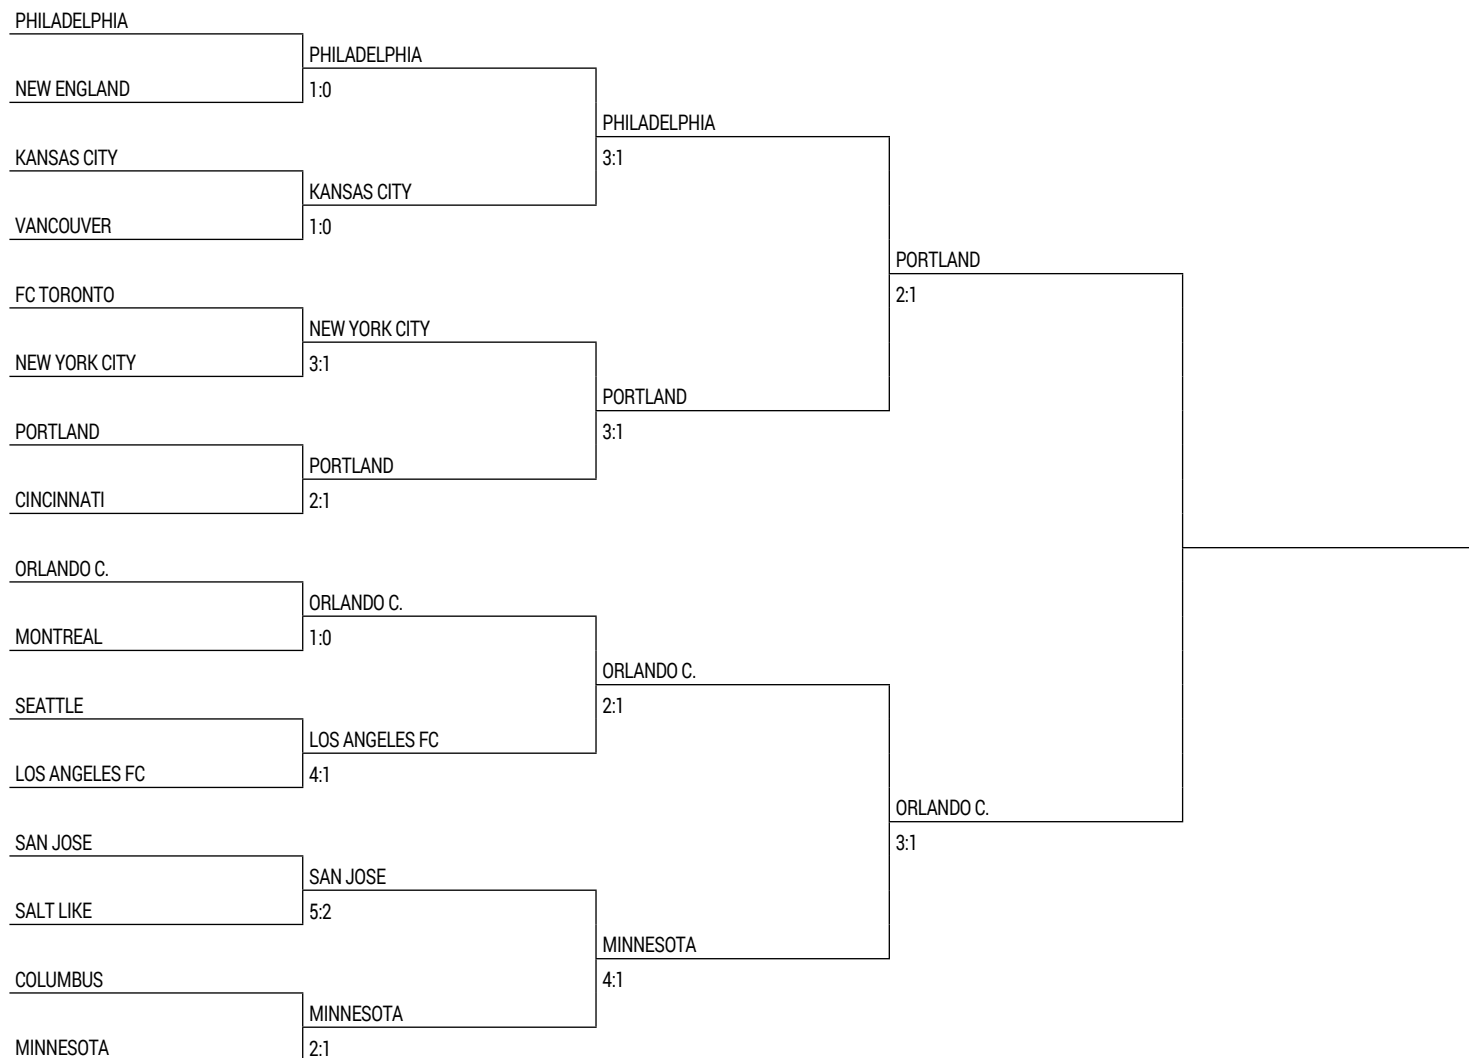 PHILADELPHIA
PHILADELPHIA
NEW ENGLAND
1:0
PHILADELPHIA
KANSAS CITY
3:1
KANSAS CITY
VANCOUVER
1:0
PORTLAND
FC TORONTO
2:1
NEW YORK CITY
NEW YORK CITY
3:1
PORTLAND
PORTLAND
3:1
PORTLAND
CINCINNATI
2:1
ORLANDO C.
ORLANDO C.
MONTREAL
1:0
ORLANDO C.
SEATTLE
2:1
LOS ANGELES FC
LOS ANGELES FC
4:1
ORLANDO C.
SAN JOSE
3:1
SAN JOSE
SALT LIKE
5:2
MINNESOTA
COLUMBUS
4:1
MINNESOTA
MINNESOTA
2:1